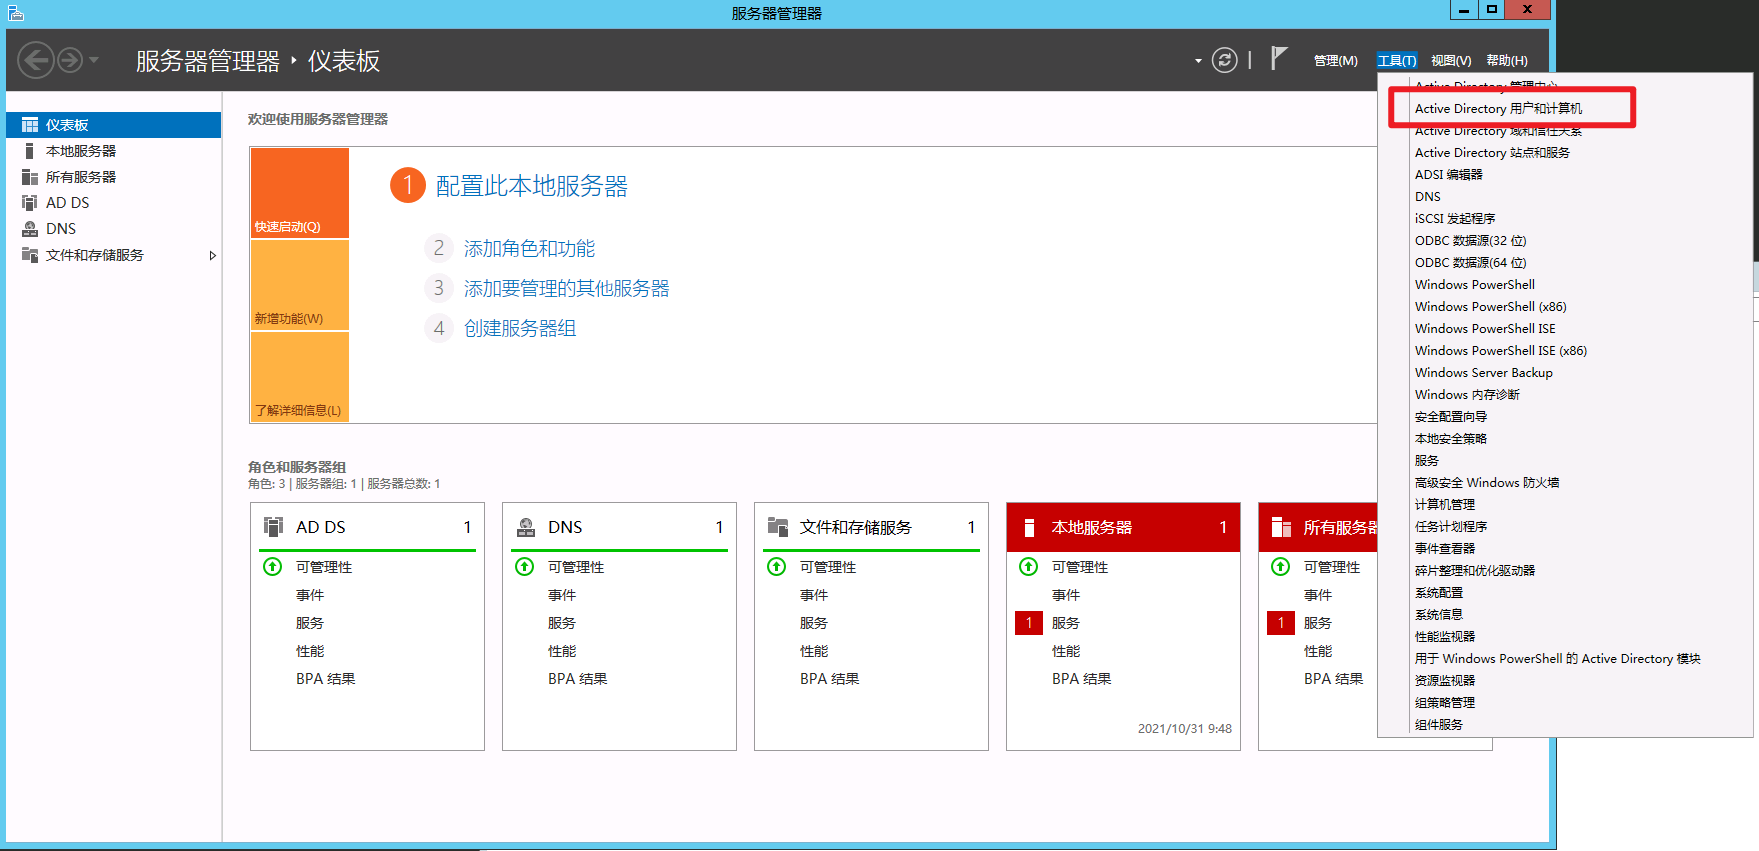 服务器管理器
服务器管理器 · 仪表板
管理(M) 工具(T) 视图(V) 帮助(H)
仪表板
本地服务器
所有服务器
AD DS
DNS
文件和存储服务
欢迎使用服务器管理器
快速启动(Q)
新增功能(W)
了解详细信息(L)
1 配置此本地服务器
2 添加角色和功能
3 添加要管理的其他服务器
4 创建服务器组
角色和服务器组
角色: 3 | 服务器组: 1 | 服务器总数: 1
AD DS 1
可管理性
事件
服务
性能
BPA 结果
DNS 1
可管理性
事件
服务
性能
BPA 结果
文件和存储服务 1
可管理性
事件
服务
性能
BPA 结果
本地服务器 1
可管理性
事件
1 服务
性能
BPA 结果
2021/10/31 9:48
所有服务器
可管理性
事件
1 服务
性能
BPA 结果
Active Directory 管理中心
Active Directory 用户和计算机
Active Directory 域和信任关系
Active Directory 站点和服务
ADSI 编辑器
DNS
iSCSI 发起程序
ODBC 数据源(32 位)
ODBC 数据源(64 位)
Windows PowerShell
Windows PowerShell (x86)
Windows PowerShell ISE
Windows PowerShell ISE (x86)
Windows Server Backup
Windows 内存诊断
安全配置向导
本地安全策略
服务
高级安全 Windows 防火墙
计算机管理
任务计划程序
事件查看器
碎片整理和优化驱动器
系统配置
系统信息
性能监视器
用于 Windows PowerShell 的 Active Directory 模块
资源监视器
组策略管理
组件服务